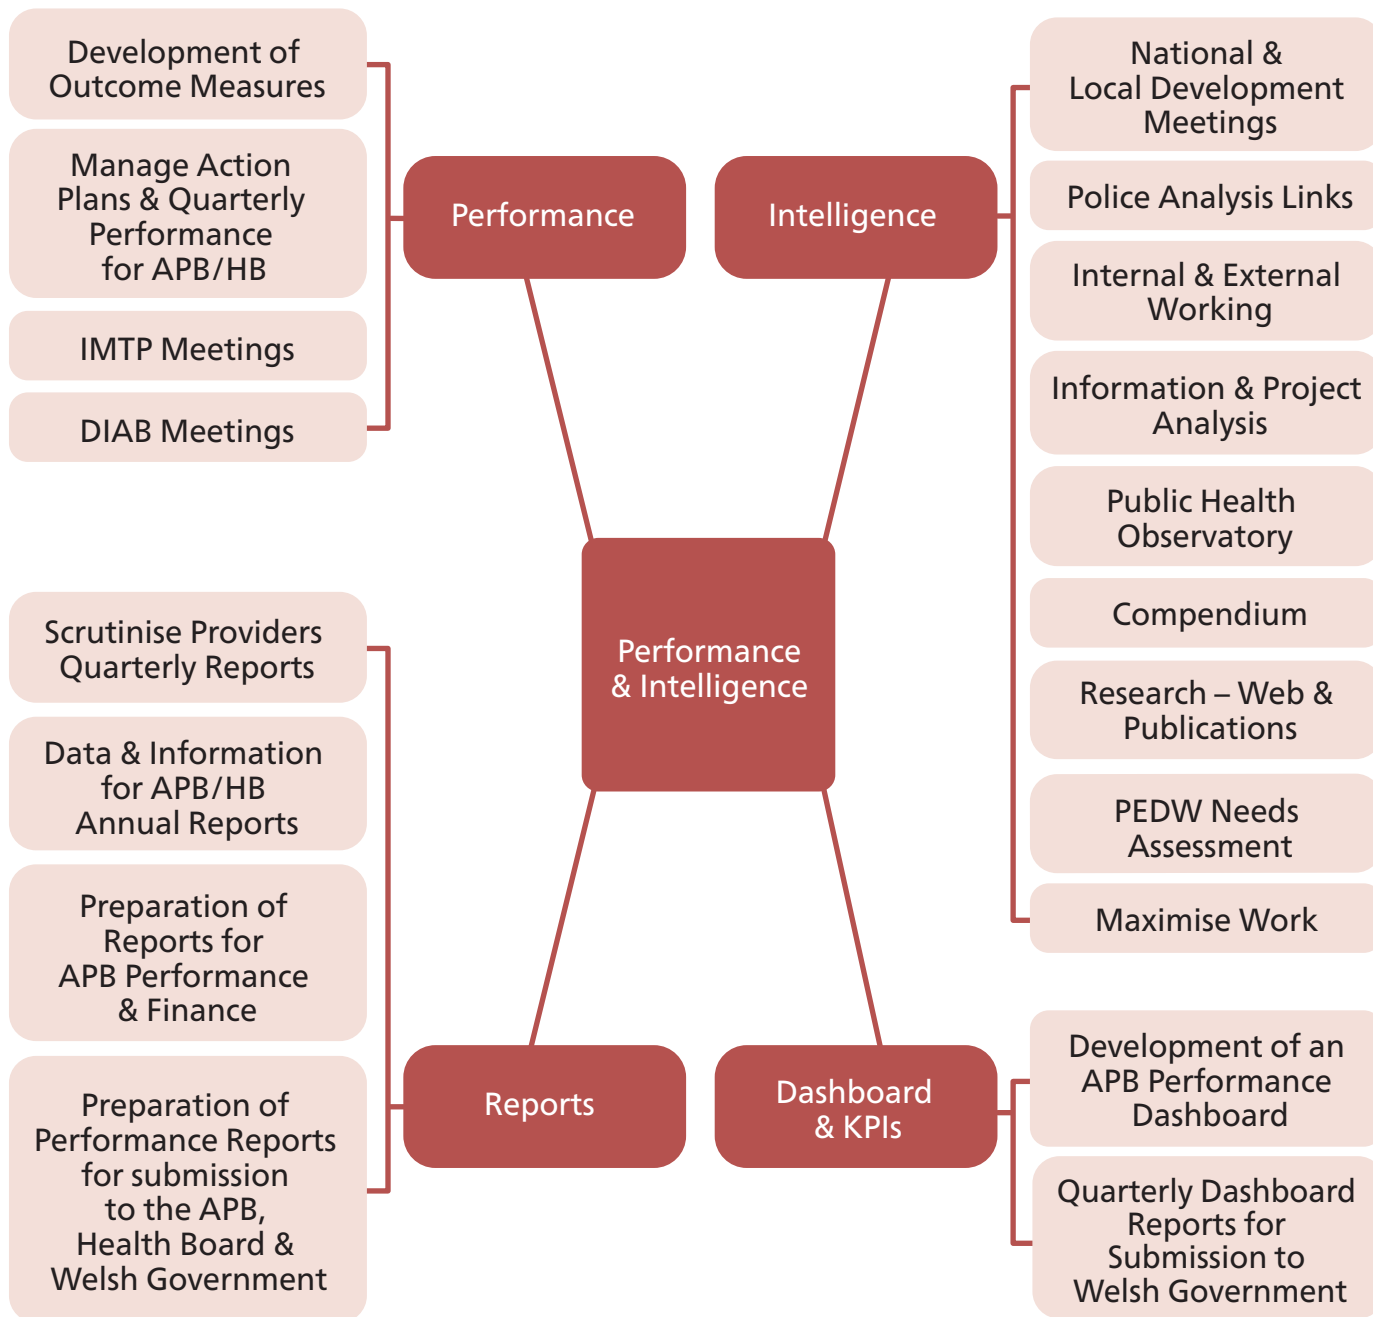 Development of
Outcome Measures
Manage Action
Plans & Quarterly
Performance
for APB/HB
IMTP Meetings
DIAB Meetings
Performance
Intelligence
National &
Local Development
Meetings
Police Analysis Links
Internal & External
Working
Information & Project
Analysis
Public Health
Observatory
Compendium
Research – Web &
Publications
PEDW Needs
Assessment
Maximise Work
Performance
& Intelligence
Scrutinise Providers
Quarterly Reports
Data & Information
for APB/HB
Annual Reports
Preparation of
Reports for
APB Performance
& Finance
Preparation of
Performance Reports
for submission
to the APB,
Health Board &
Welsh Government
Reports
Dashboard
& KPIs
Development of an
APB Performance
Dashboard
Quarterly Dashboard
Reports for
Submission to
Welsh Government